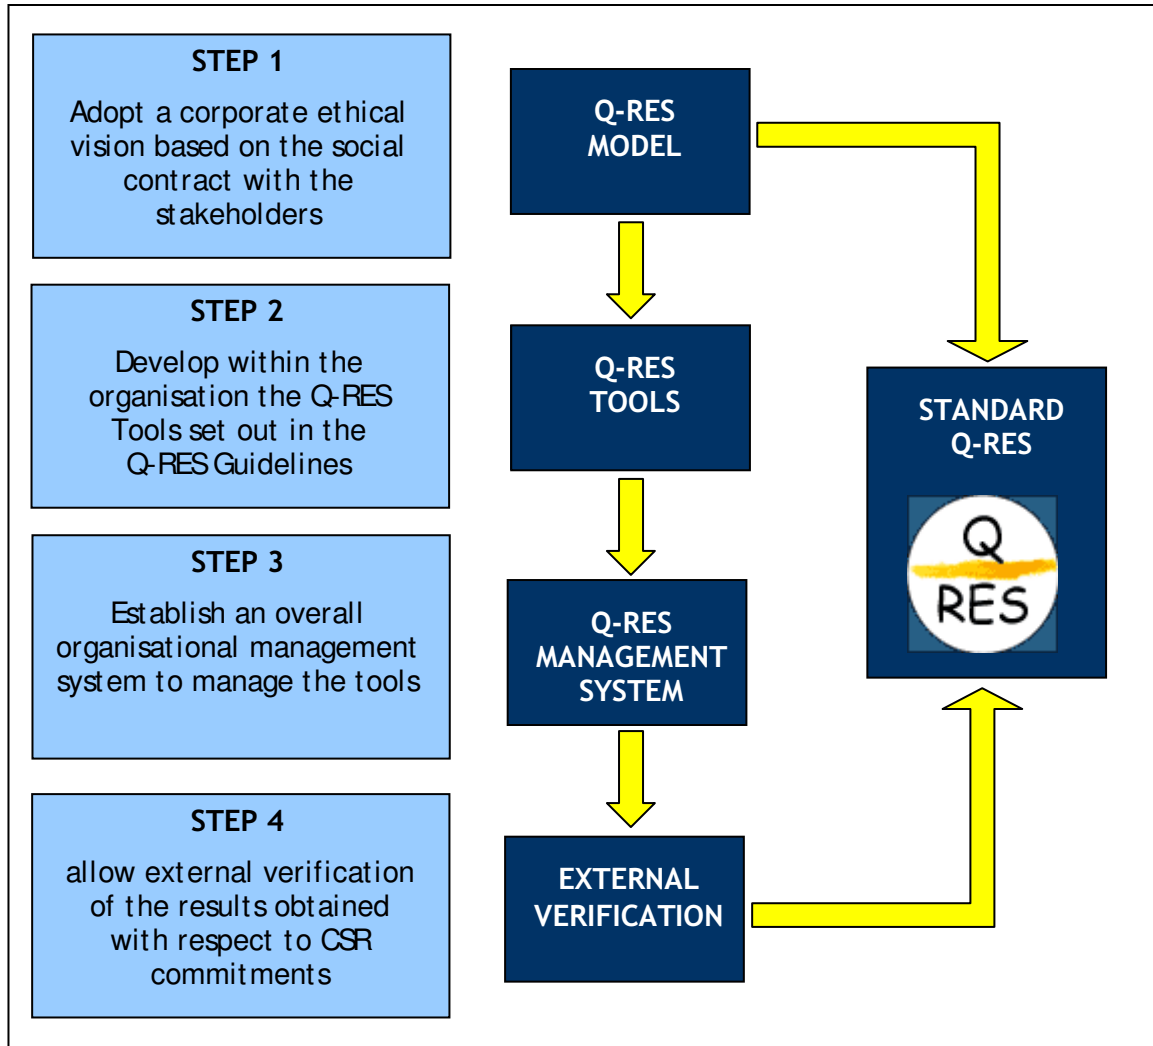 STEP 1
Adopt a corporate ethical
vision based on the social
contract with the
stakeholders
Q-RES
MODEL
STEP 2
Develop within the
organisation the Q-RES
Tools set out in the
Q-RES Guidelines
Q-RES
TOOLS
STANDARD
Q-RES
Q
RES
STEP 3
Establish an overall
organisational management
system to manage the tools
Q-RES
MANAGEMENT
SYSTEM
STEP 4
allow external verification
of the results obtained
with respect to CSR
commitments
EXTERNAL
VERIFICATION